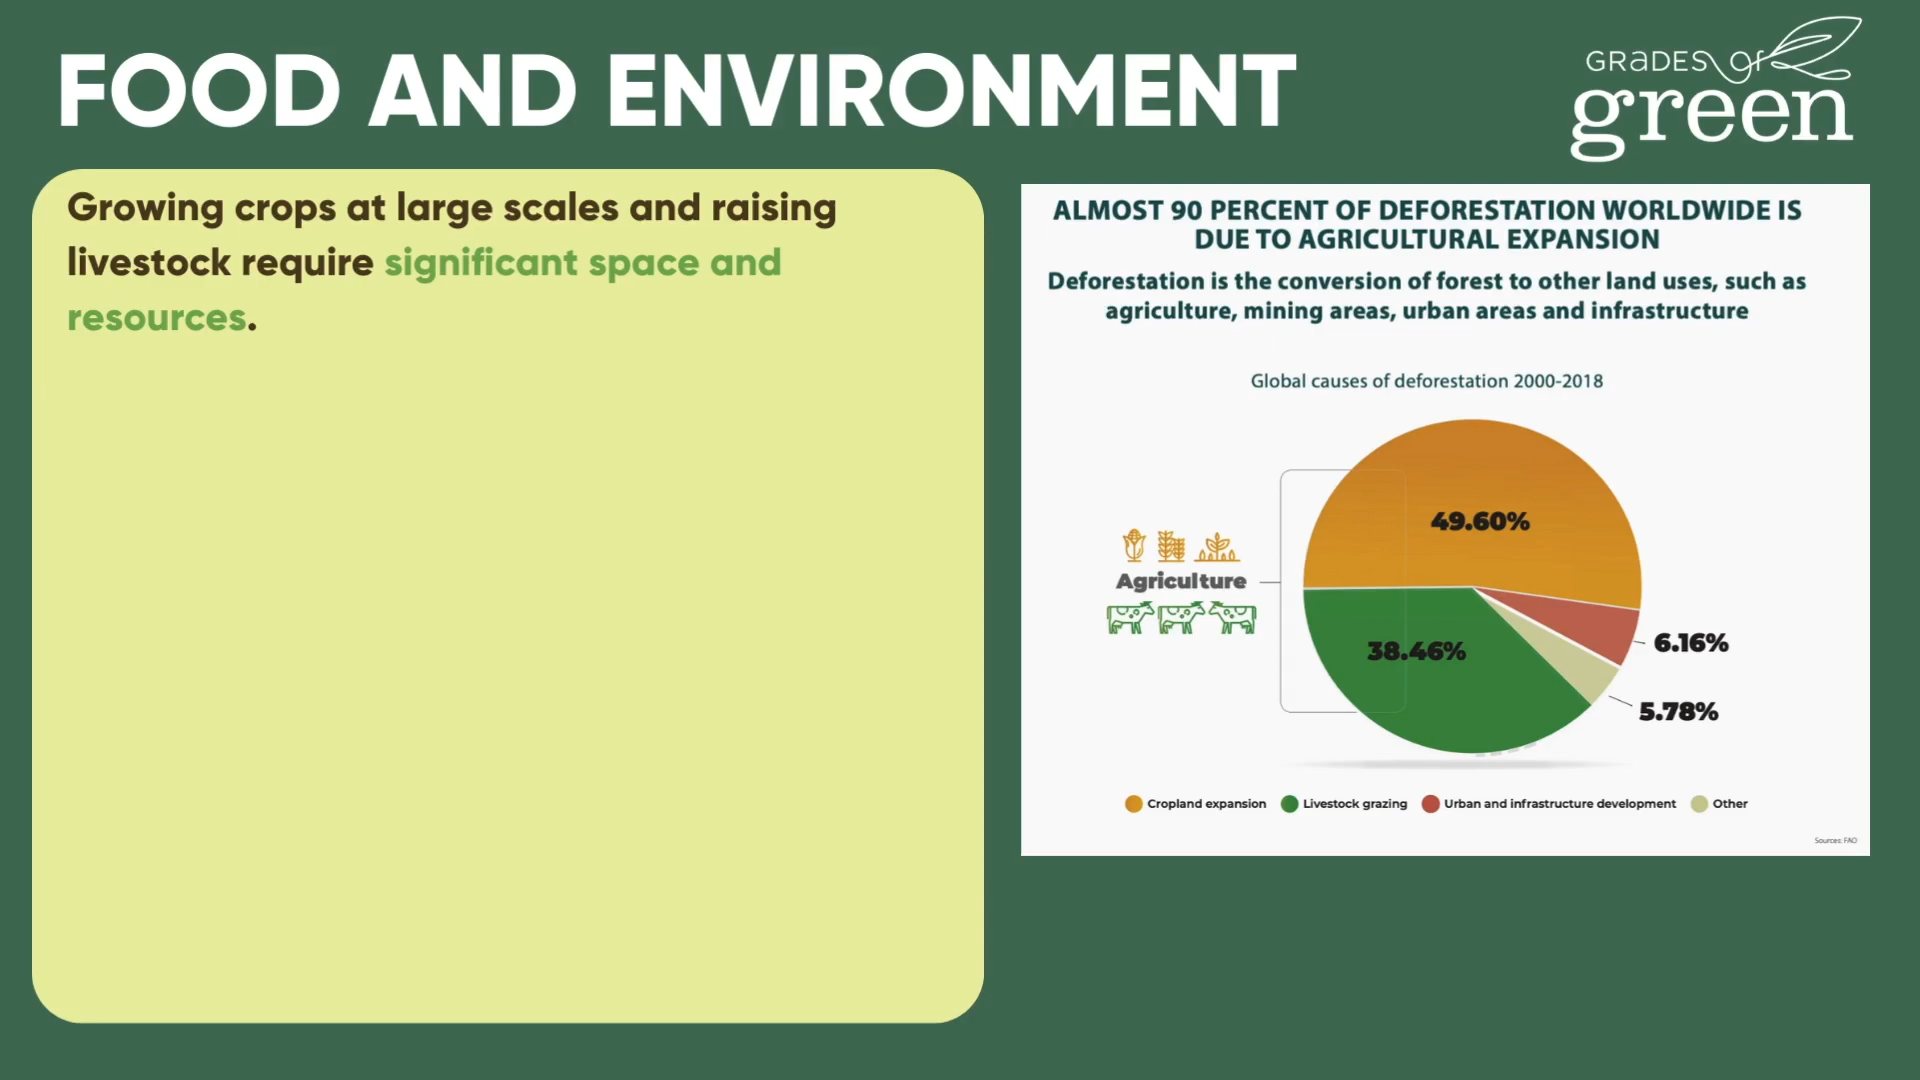 FOOD AND ENVIRONMENT
GRADES of
green
Growing crops at large scales and raising
livestock require significant space and
resources.
ALMOST 90 PERCENT OF DEFORESTATION WORLDWIDE IS
DUE TO AGRICULTURAL EXPANSION
Deforestation is the conversion of forest to other land uses, such as
agriculture, mining areas, urban areas and infrastructure
Global causes of deforestation 2000-2018
49.60%
Agriculture
38.46%
6.16%
5.78%
Cropland expansion Livestock grazing Urban and infrastructure development Other
Sources: FAO